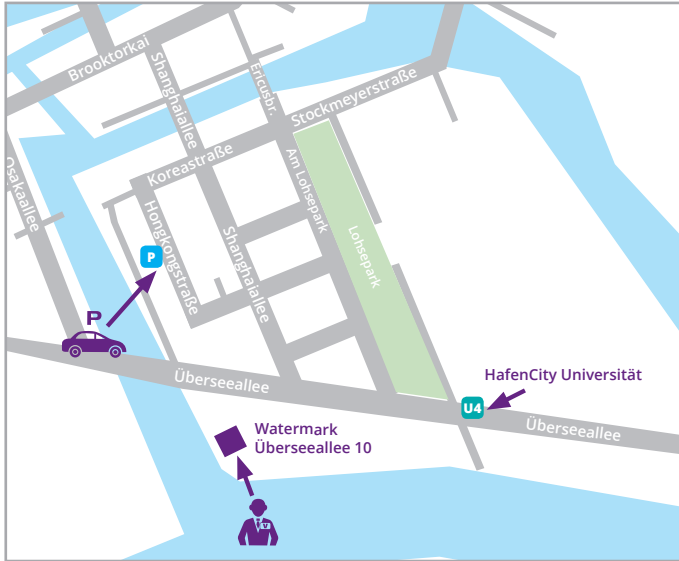 Brooktorkai
Shanghaiallee
Ericusbr.
Stockmeyerstraße
Osakaallee
Koreastraße
Am Lohsepark
Hongkongstraße
P
Shanghaiallee
Lohsepark
P
Überseeallee
HafenCity Universität
U4
Überseeallee
Watermark
Überseeallee 10